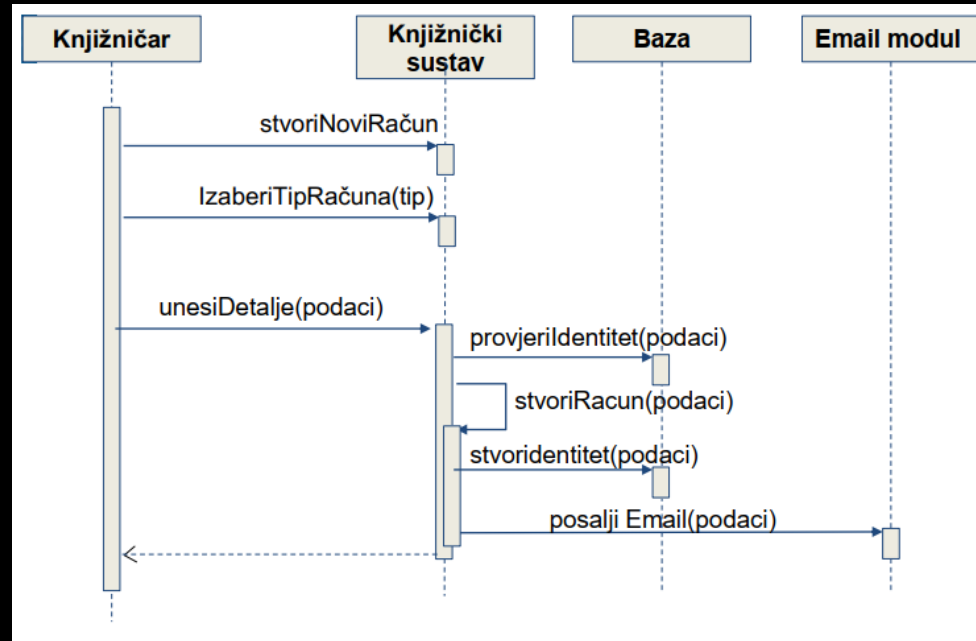 Knjižničar
Knjižnički
sustav
Baza
Email modul
stvoriNoviRačun
IzaberiTipRačuna(tip)
unesiDetalje(podaci)
provjeriIdentitet(podaci)
stvoriRacun(podaci)
stvoridentitet(podaci)
posalji Email(podaci)